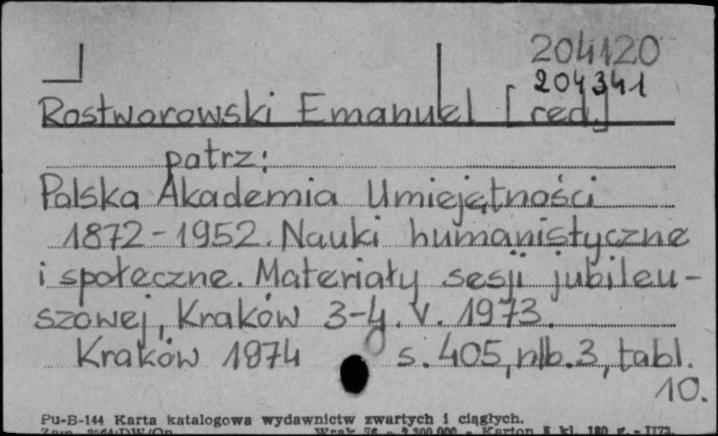 204120
204341
Rostworowski Emanuel [red.]
patrz:
Polska Akademia Umiejętności
1872-1952. Nauki humanistyczne
i społeczne. Materiały sesji jubileu-
szowej, Kraków 3-4. V. 1973.
Kraków 1974 s. 405, nlb. 3, tabl.
10.
Pu-B-144 Karta katalogowa wydawnictw zwartych i ciągłych.